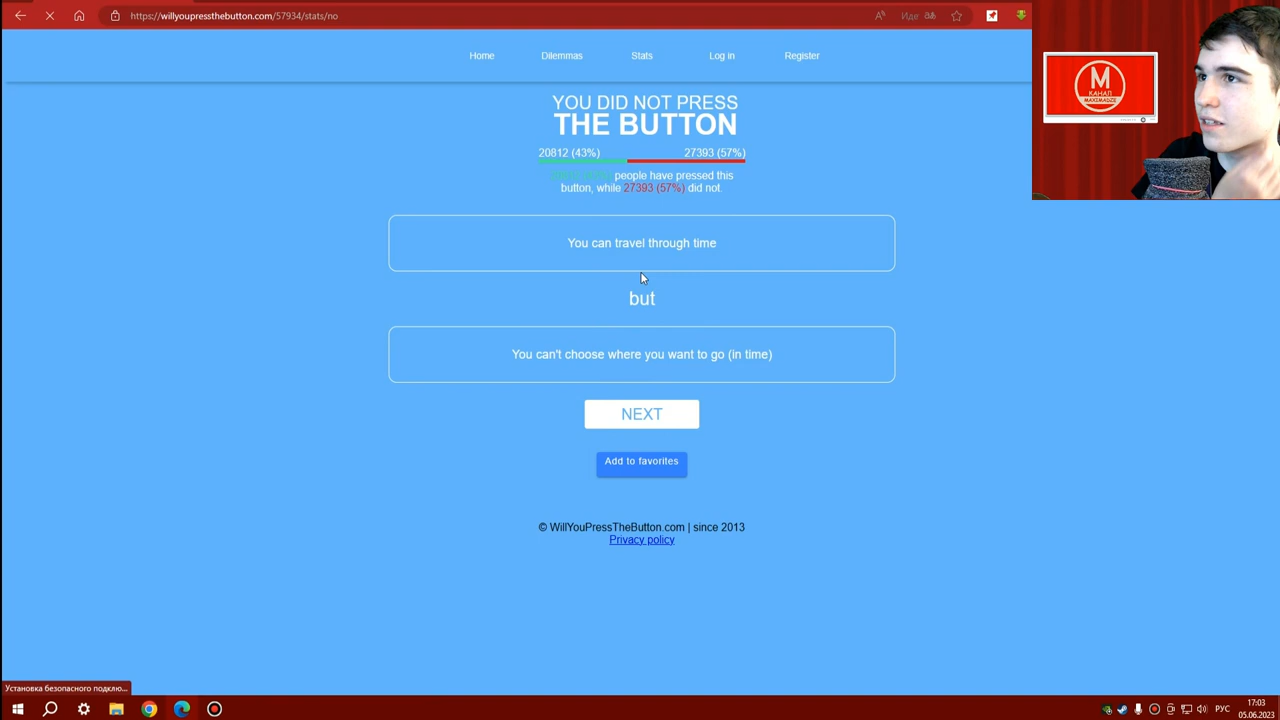 https://willyoupressthebutton.com/57934/stats/no
Home
Dilemmas
Stats
Log in
Register
M
КАНАЛ
MAXIMADZE
YOU DID NOT PRESS
THE BUTTON
20812 (43%)
27393 (57%)
people have pressed this
button, while 27393 (57%) did not.
You can travel through time
but
You can't choose where you want to go (in time)
NEXT
Add to favorites
© WillYouPressTheButton.com | since 2013
Privacy policy
Установка безопасного подклю...
РУС
17:03
05.06.2023